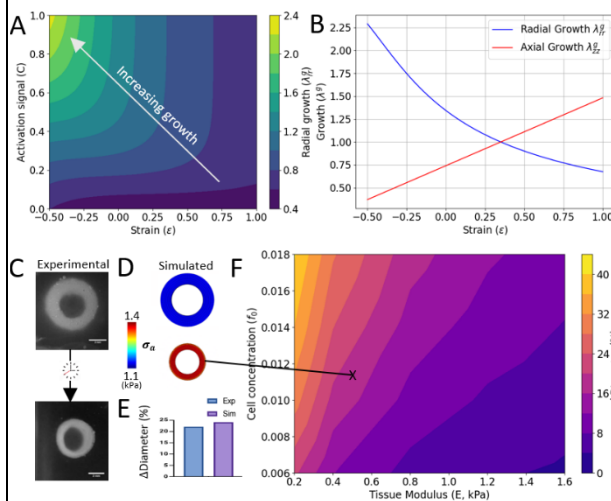 A
Activation signal (C)
1.0
0.8
0.6
0.4
0.2
0.0
Increasing growth
-0.50 -0.25 0.00 0.25 0.50 0.75 1.00
Strain (ε)
2.4
2.0
1.6
1.2
0.8
0.4
Radial growth (λ^g_rr)
B
Growth (λ^g)
2.25
2.00
1.75
1.50
1.25
1.00
0.75
0.50
Radial Growth λ^g_rr
Axial Growth λ^g_zz
-0.50 -0.25 0.00 0.25 0.50 0.75 1.00
Strain (ε)
C Experimental
D Simulated
1.4
σ_a
1.1
(kPa)
E
Exp
Sim
ΔDiameter (%)
25
20
15
10
5
0
F
Cell concentration (f_0)
0.018
0.016
0.014
0.012
0.010
0.008
0.006
X
0.2 0.4 0.6 0.8 1.0 1.2 1.4 1.6
Tissue Modulus (E, kPa)
40
32
24
16
8
0